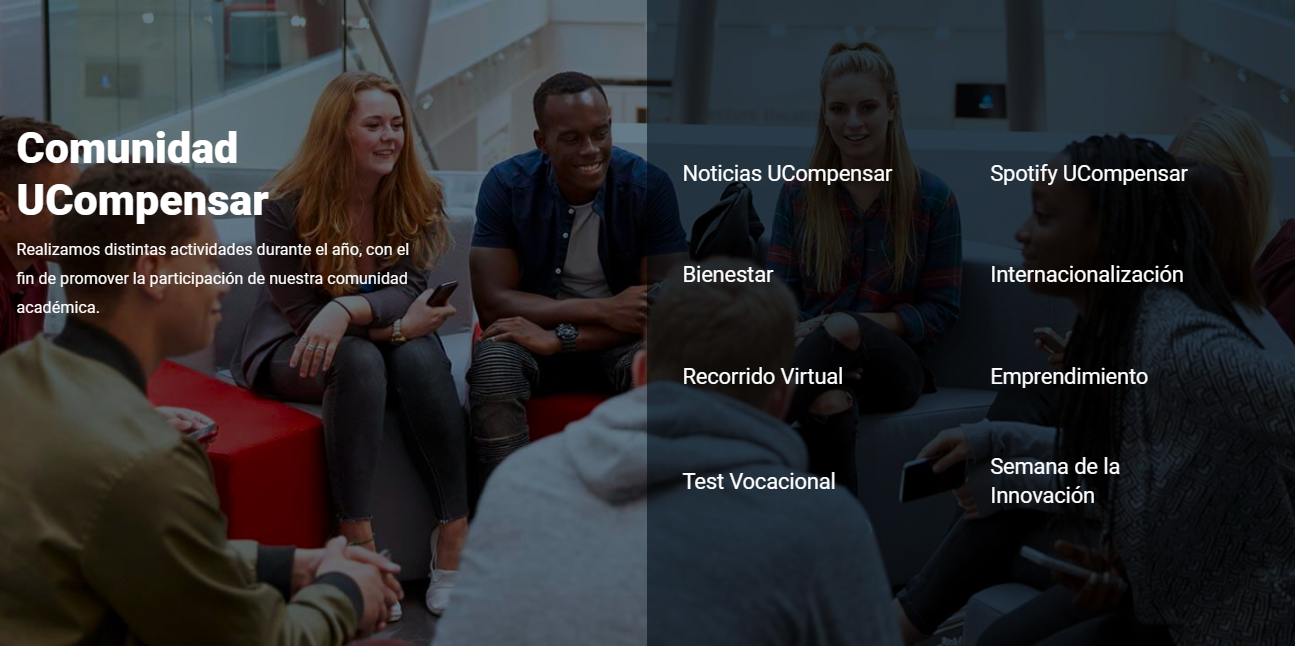 Comunidad
UCompensar
Realizamos distintas actividades durante el año, con el
fin de promover la participación de nuestra comunidad
académica.
Noticias UCompensar
Spotify UCompensar
Bienestar
Internacionalización
Recorrido Virtual
Emprendimiento
Test Vocacional
Semana de la
Innovación